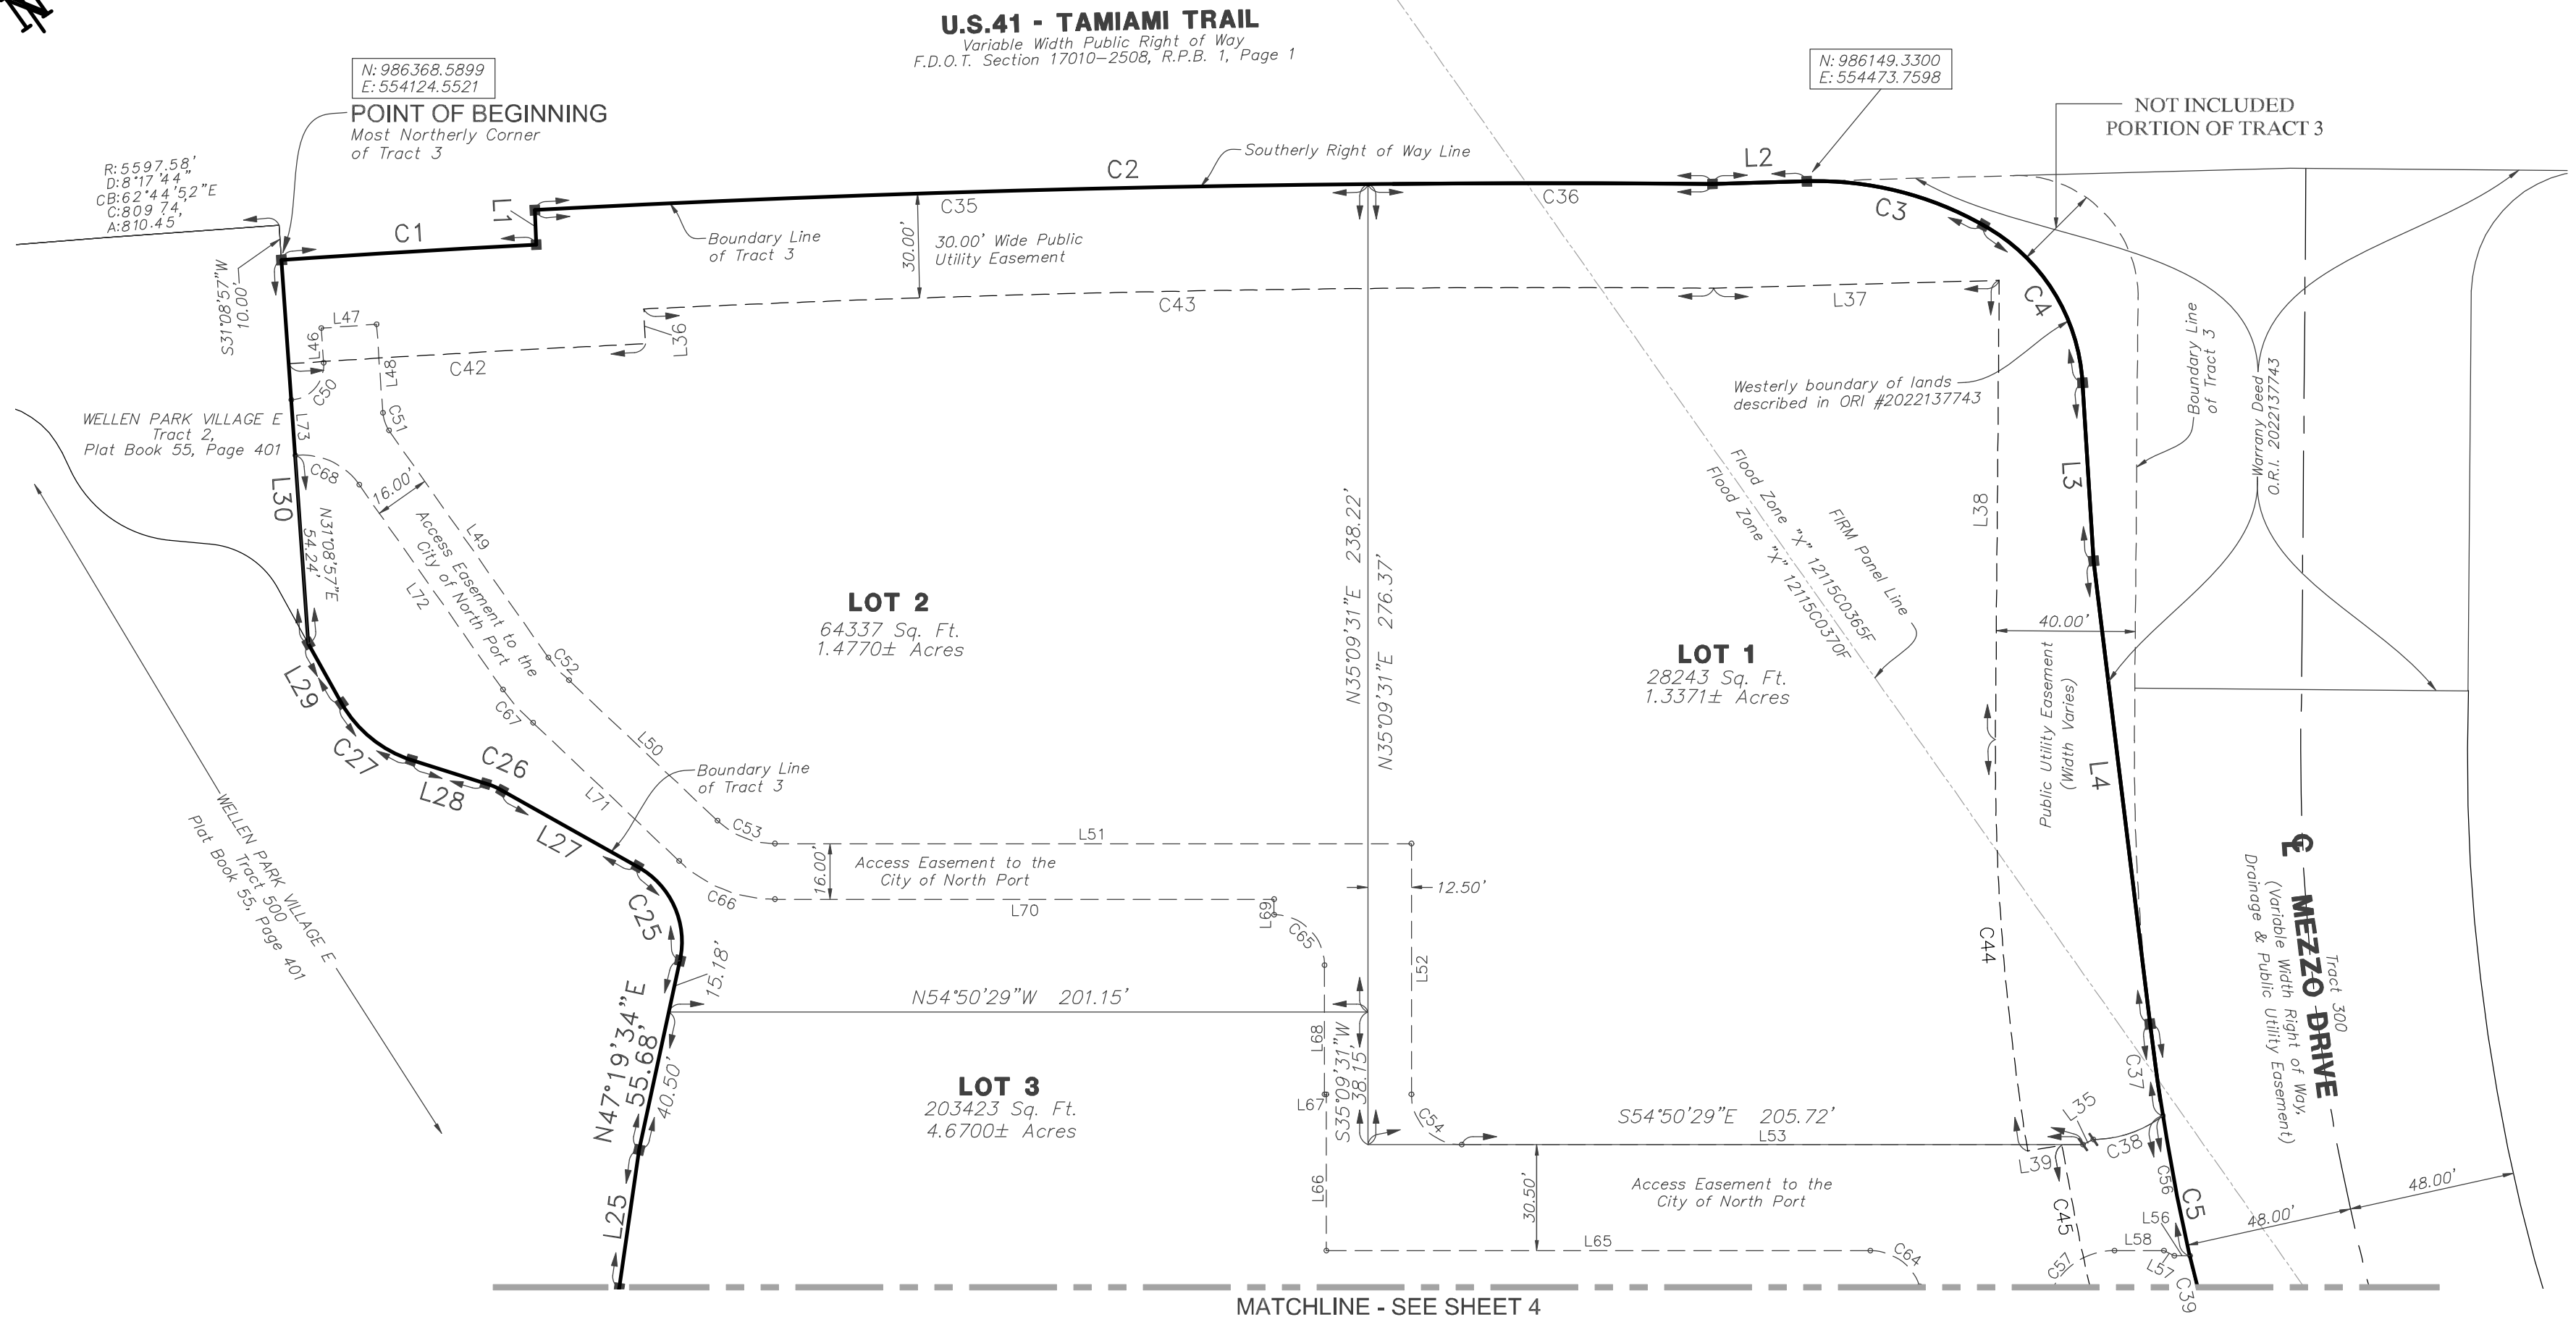 N
U.S.41 - TAMIAMI TRAIL
Variable Width Public Right of Way
F.D.O.T. Section 17010-2508, R.P.B. 1, Page 1
N: 986368.5899
E: 554124.5521
POINT OF BEGINNING
Most Northerly Corner
of Tract 3
N: 986149.3300
E: 554473.7598
NOT INCLUDED
PORTION OF TRACT 3
R:5597.58'
D:8°17'44"
CB:62°44'52"E
C:809 74,
A:810.45'
S31°08'57"W
10.00'
C1
L1
C2
Southerly Right of Way Line
L2
C3
C4
C35
C36
Boundary Line
of Tract 3
30.00'
30.00' Wide Public
Utility Easement
C43
L37
L36
L47
L46
L48
C42
C50
C51
L73
WELLEN PARK VILLAGE E
Tract 2,
Plat Book 55, Page 401
C68
16.00'
L30
N31°08'57"E
54.24'
L49
Access Easement to the
City of North Port
L72
Westerly boundary of lands
described in ORI #2022137743
Boundary Line
of Tract 3
Warrany Deed
O.R.I. 2022137743
L3
L38
Flood Zone "X" 12115C0365F
Flood Zone "X" 12115C0370F
FIRM Panel Line
N35°09'31"E 238.22'
N35°09'31"E 276.37'
LOT 2
64337 Sq. Ft.
1.4770± Acres
LOT 1
28243 Sq. Ft.
1.3371± Acres
40.00'
Public Utility Easement
(Width Varies)
L4
L29
C27
L28
C26
L27
C52
C67
L50
L71
Boundary Line
of Tract 3
C53
L51
16.00'
Access Easement to the
City of North Port
C66
L70
L69
C65
12.50'
L52
C25
15.18'
WELLEN PARK VILLAGE E
Tract 500
Plat Book 55, Page 401
N54°50'29"W 201.15'
N47°19'34"E
55.68'
40.50'
L68
L67
S35°09'31"W
38.15'
C54
LOT 3
203423 Sq. Ft.
4.6700± Acres
S54°50'29"E 205.72'
L53
C44
C37
L35
C38
L39
C45
C56
C5
L25
L66
30.50'
Access Easement to the
City of North Port
L65
C64
L56
L58
L57
C57
C39
48.00'
48.00'
Tract 300
℄ MEZZO DRIVE
(Variable Width Right of Way,
Drainage & Public Utility Easement)
MATCHLINE - SEE SHEET 4